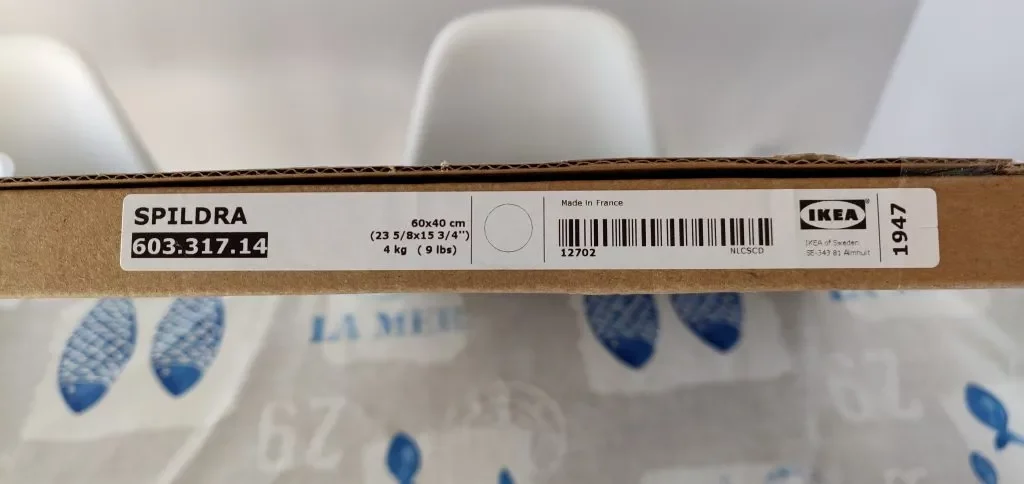 SPILDRA
603.317.14
60x40 cm
(23 5/8x15 3/4")
4 kg ( 9 lbs)
Made in France
12702
NLCSCD
IKEA
®
IKEA of Sweden
SE-343 81 Älmhult
1947
LA MER
29